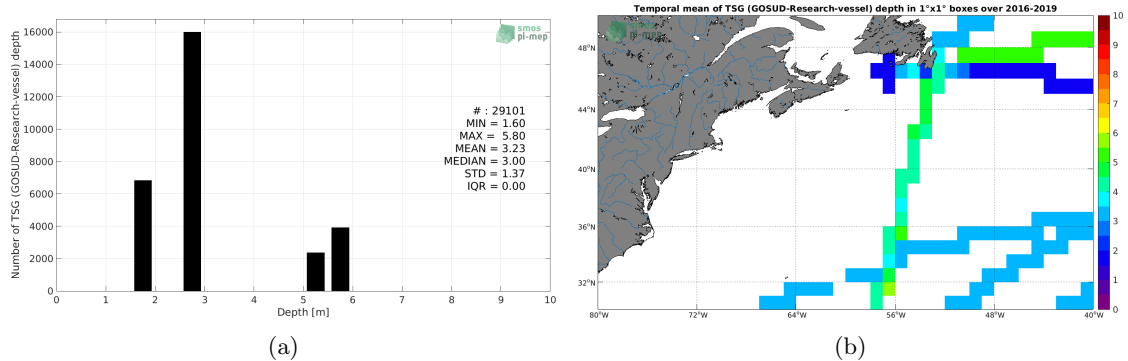 smos
pi-mep
Number of TSG (GOSUD-Research-vessel) depth
16000
14000
12000
10000
8000
6000
4000
2000
0
# : 29101
MIN = 1.60
MAX = 5.80
MEAN = 3.23
MEDIAN = 3.00
STD = 1.37
IQR = 0.00
0 1 2 3 4 5 6 7 8 9 10
Depth [m]
(a)
Temporal mean of TSG (GOSUD-Research-vessel) depth in 1°x1° boxes over 2016-2019
smos
pi-mep
48°N
44°N
40°N
36°N
32°N
80°W 72°W 64°W 56°W 48°W 40°W
10
9
8
7
6
5
4
3
2
1
0
(b)